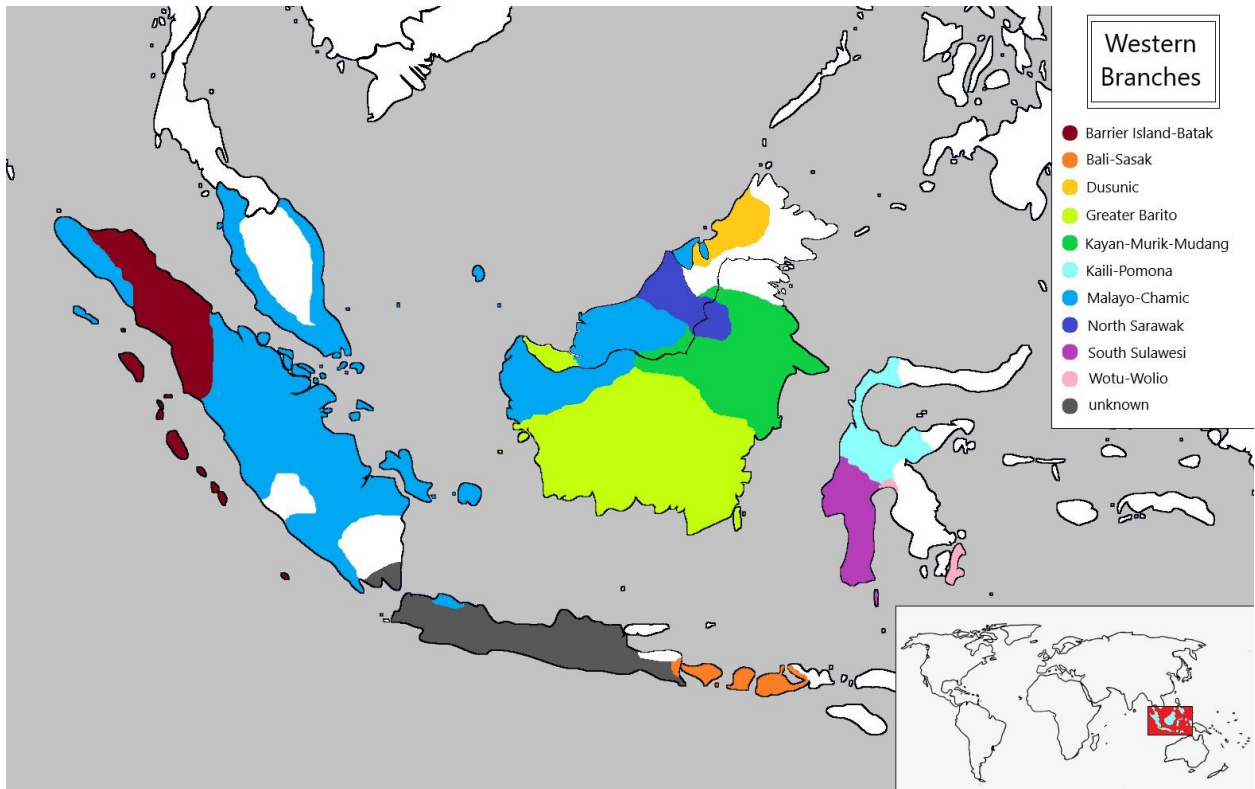 Western
Branches
Barrier Island-Batak
Bali-Sasak
Dusunic
Greater Barito
Kayan-Murik-Mudang
Kaili-Pomona
Malayo-Chamic
North Sarawak
South Sulawesi
Wotu-Wolio
unknown